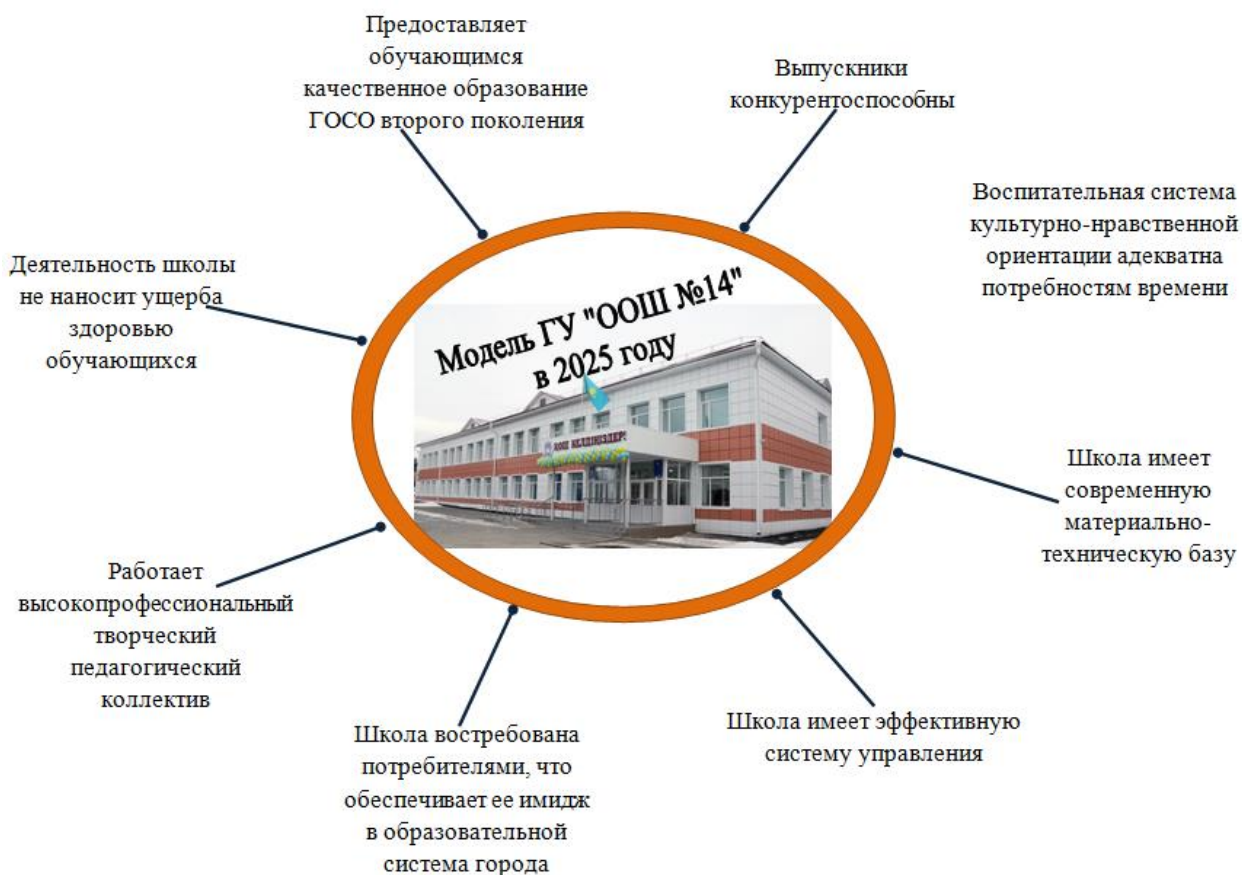 Предоставляет
обучающимся
качественное образование
ГОСО второго поколения
Выпускники
конкурентоспособны
Воспитательная система
культурно-нравственной
ориентации адекватна
потребностям времени
Деятельность школы
не наносит ущерба
здоровью
обучающихся
Модель ГУ "ООШ №14"
в 2025 году
Школа имеет
современную
материально-
техническую базу
Работает
высокопрофессиональный
творческий
педагогический
коллектив
Школа имеет эффективную
систему управления
Школа востребована
потребителями, что
обеспечивает ее имидж
в образовательной
система города